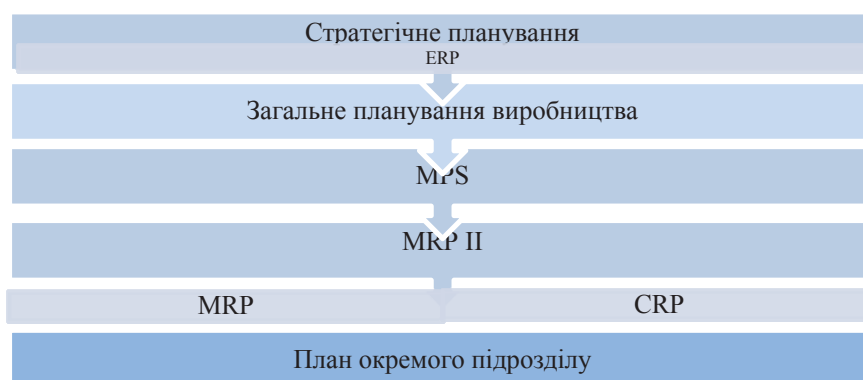 Стратегічне планування
ERP
Загальне планування виробництва
MPS
MRP II
MRP CRP
План окремого підрозділу